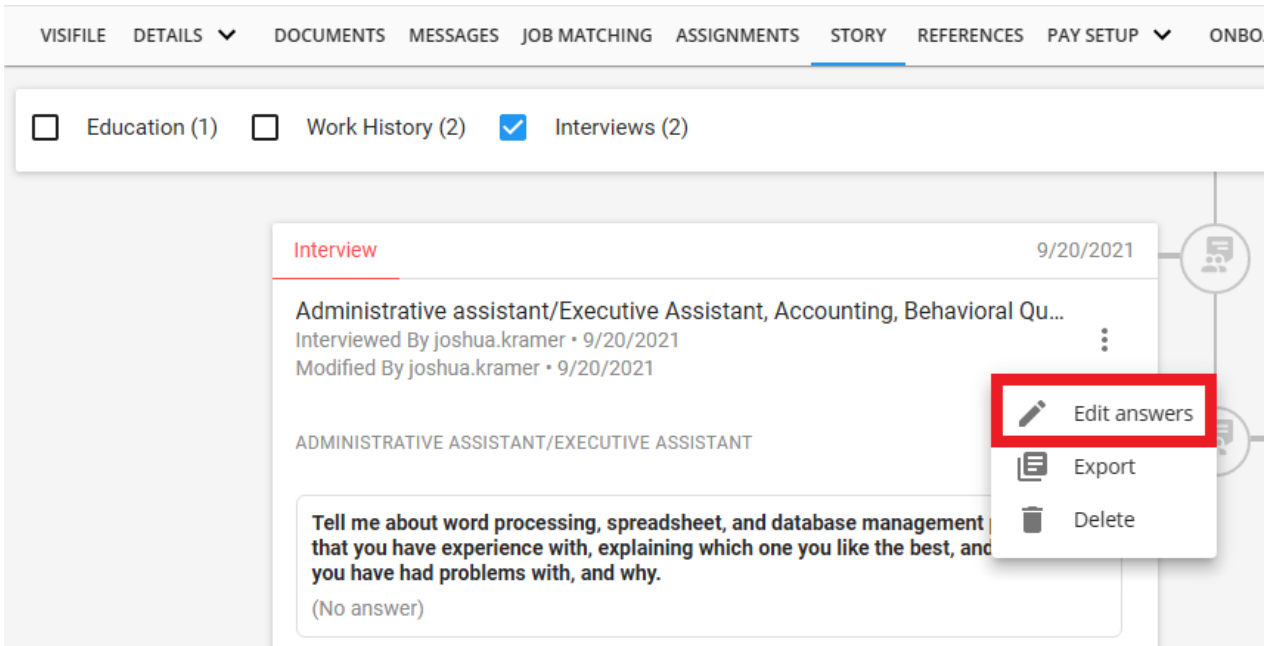 VISIFILE DETAILS DOCUMENTS MESSAGES JOB MATCHING ASSIGNMENTS STORY REFERENCES PAY SETUP ONBO
Education (1) Work History (2) Interviews (2)
Interview 9/20/2021
Administrative assistant/Executive Assistant, Accounting, Behavioral Qu...
Interviewed By joshua.kramer • 9/20/2021
Modified By joshua.kramer • 9/20/2021
Edit answers
Export
Delete
ADMINISTRATIVE ASSISTANT/EXECUTIVE ASSISTANT
Tell me about word processing, spreadsheet, and database management
that you have experience with, explaining which one you like the best, and
you have had problems with, and why.
(No answer)